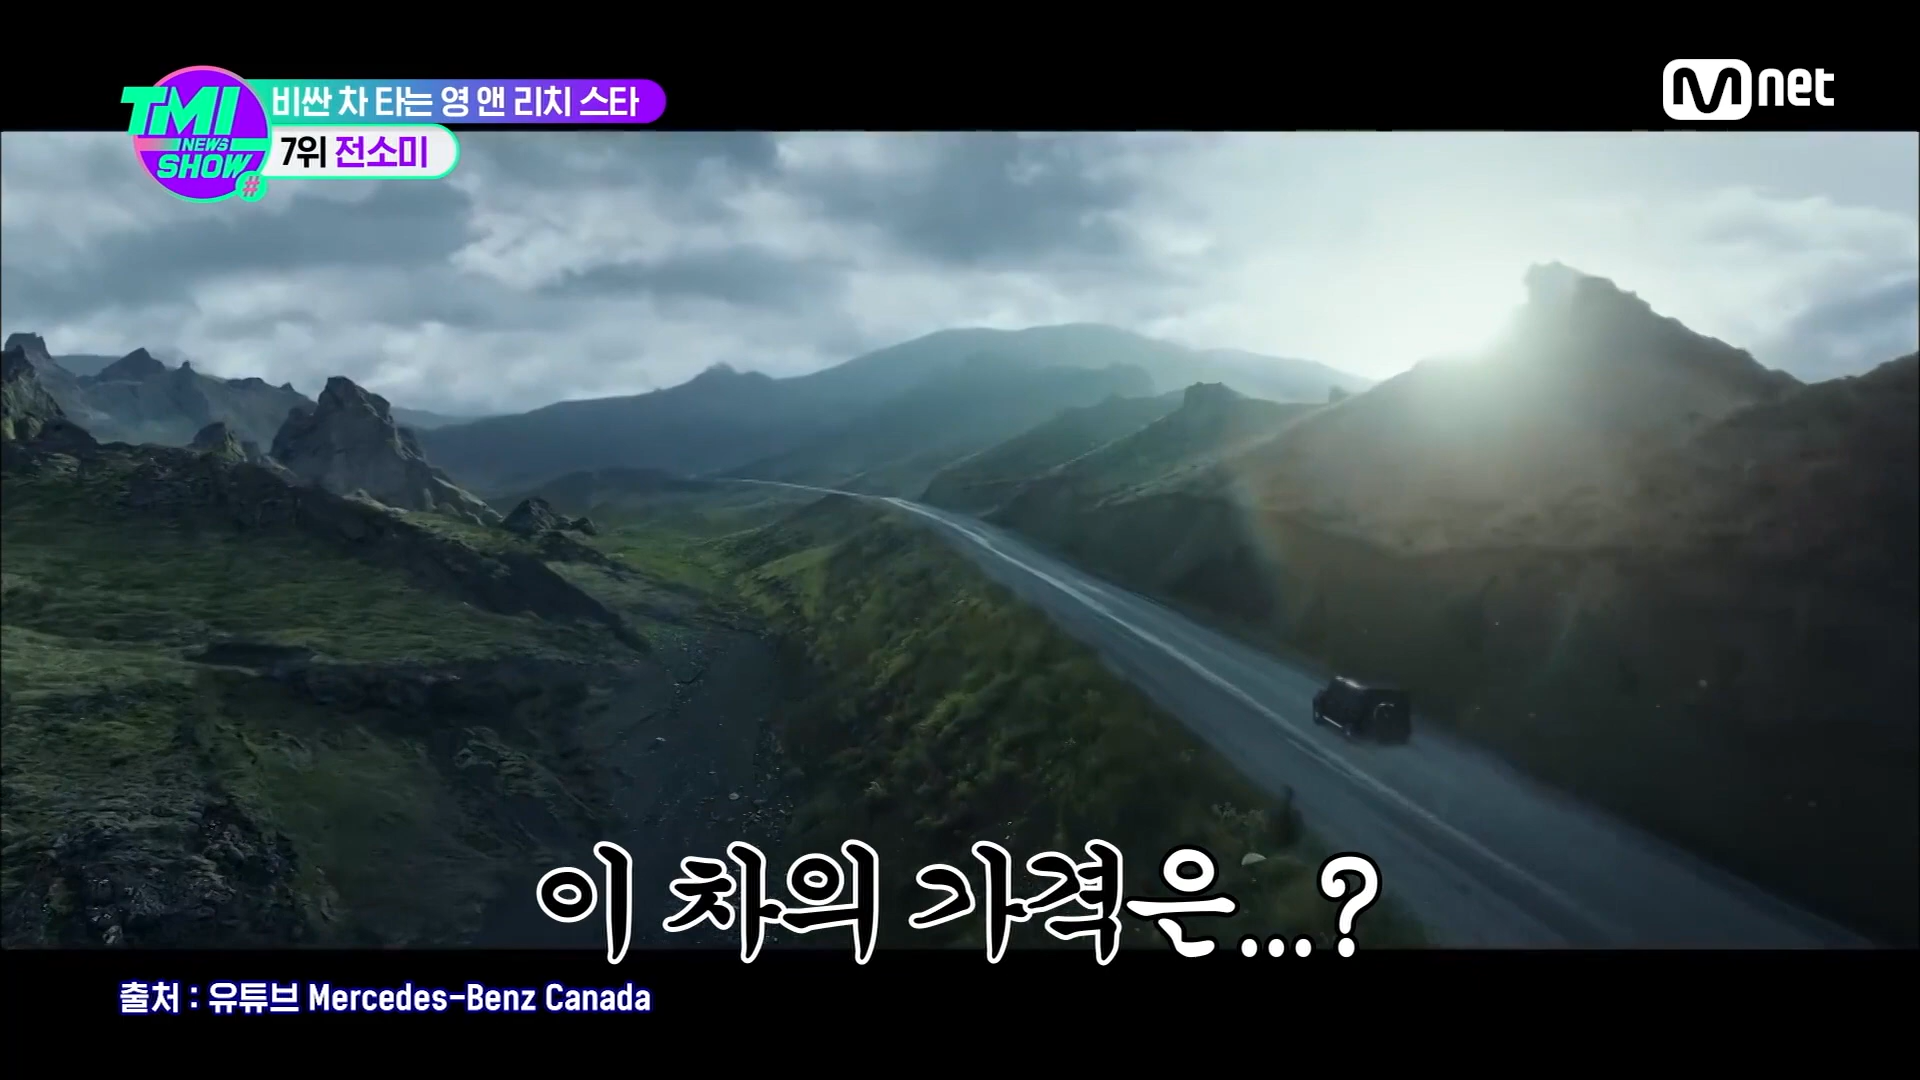 TMI
NEWS
SHOW
#
비싼 차 타는 영 앤 리치 스타
7위 전소미
Mnet
이 차의 가격은...?
출처 : 유튜브 Mercedes-Benz Canada